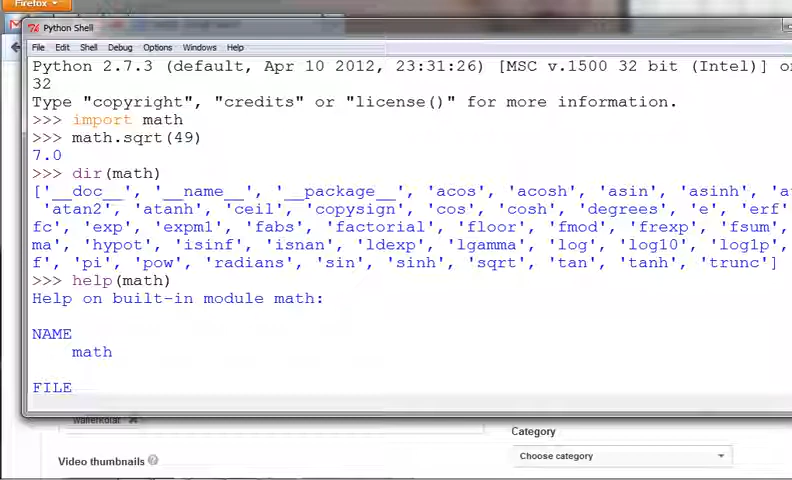 Firefox
Python Shell
File Edit Shell Debug Options Windows Help
Python 2.7.3 (default, Apr 10 2012, 23:31:26) [MSC v.1500 32 bit (Intel)] on
32
Type "copyright", "credits" or "license()" for more information.
>>> import math
>>> math.sqrt(49)
7.0
>>> dir(math)
['__doc__', '__name__', '__package__', 'acos', 'acosh', 'asin', 'asinh',
'atan2', 'atanh', 'ceil', 'copysign', 'cos', 'cosh', 'degrees', 'e', 'erf'
fc', 'exp', 'expm1', 'fabs', 'factorial', 'floor', 'fmod', 'frexp', 'fsum',
ma', 'hypot', 'isinf', 'isnan', 'ldexp', 'lgamma', 'log', 'log10', 'log1p',
f', 'pi', 'pow', 'radians', 'sin', 'sinh', 'sqrt', 'tan', 'tanh', 'trunc']
>>> help(math)
Help on built-in module math:
NAME
math
FILE
Category
Video thumbnails
Choose category